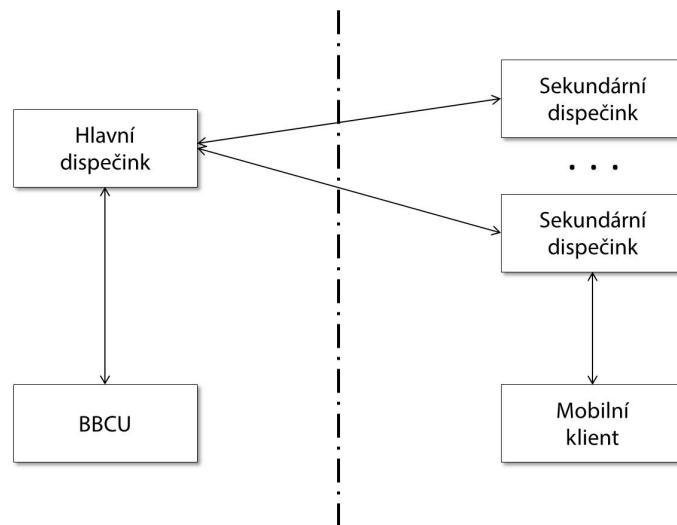 Hlavní
dispečink
Sekundární
dispečink
. . .
Sekundární
dispečink
BBCU
Mobilní
klient